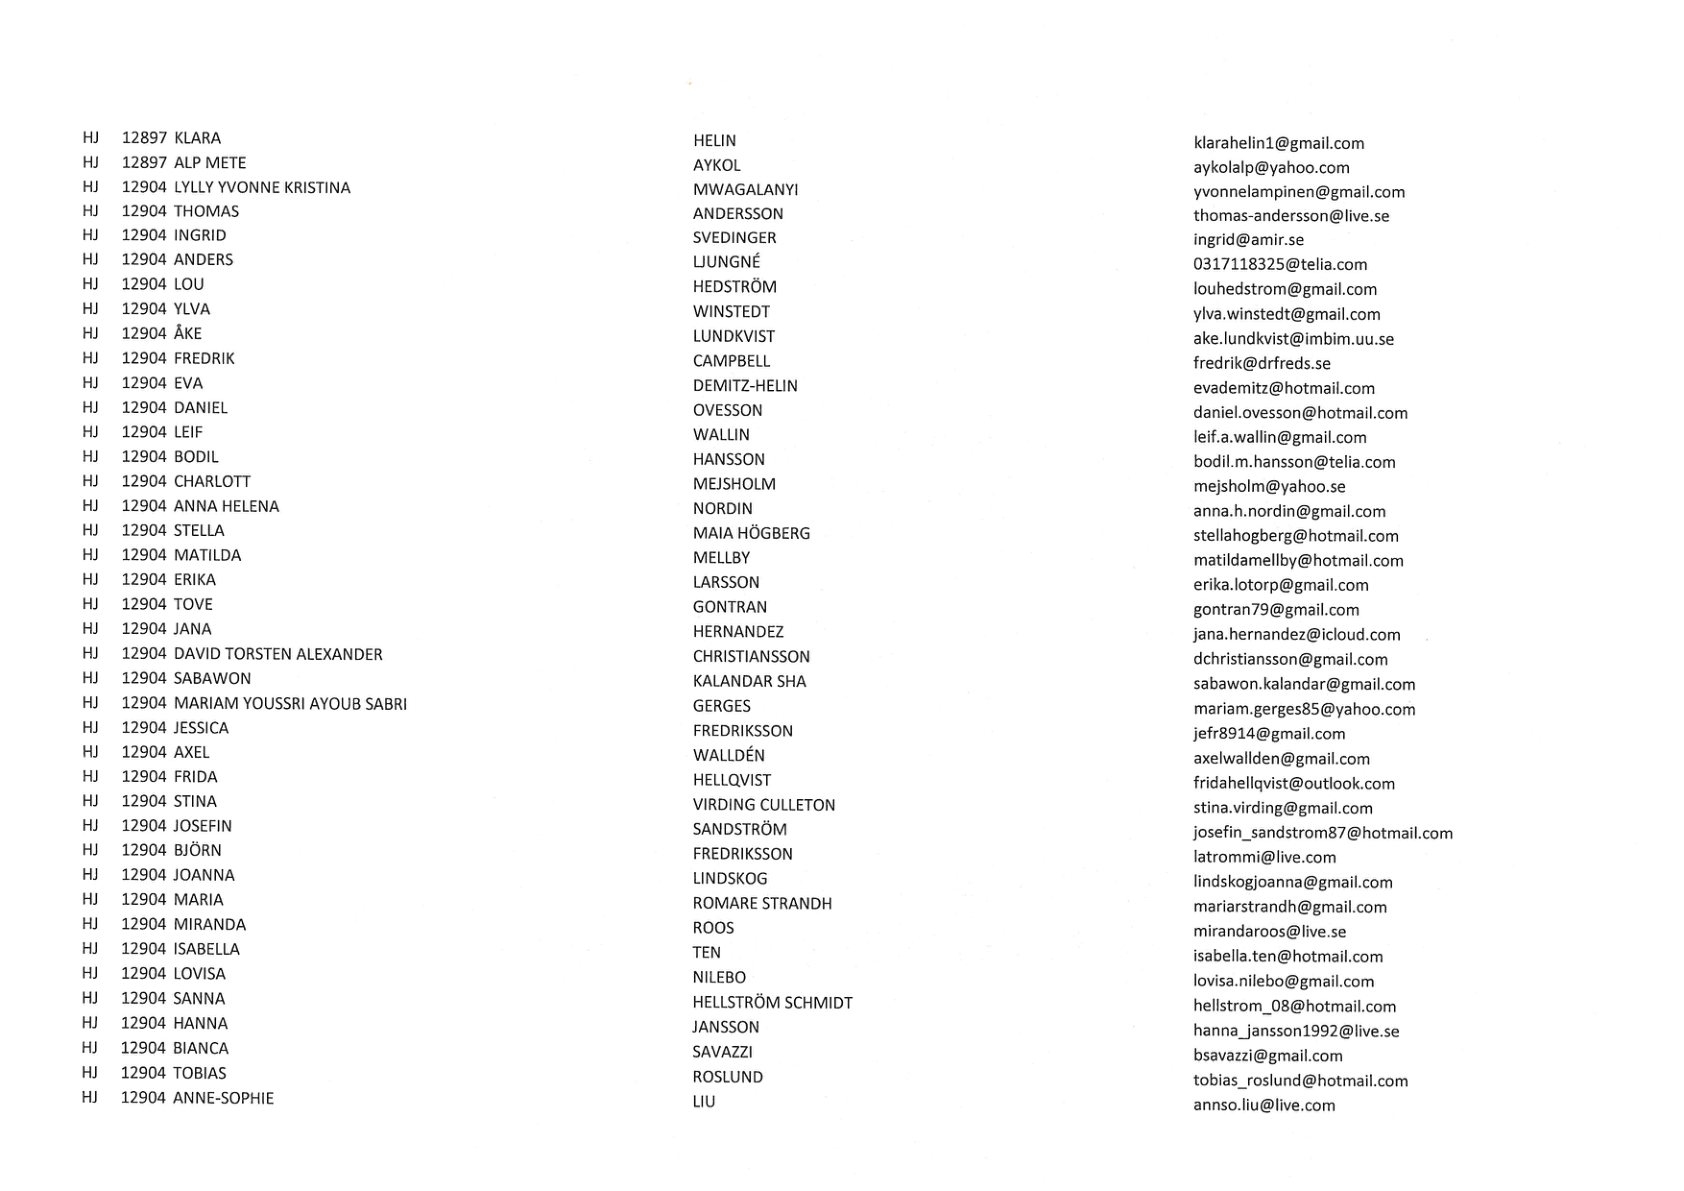 HJ 12897 KLARA HELIN klarahelin1@gmail.com
HJ 12897 ALP METE AYKOL aykolalp@yahoo.com
HJ 12904 LYLLY YVONNE KRISTINA MWAGALANYI yvonnelampinen@gmail.com
HJ 12904 THOMAS ANDERSSON thomas-andersson@live.se
HJ 12904 INGRID SVEDINGER ingrid@amir.se
HJ 12904 ANDERS LJUNGNÉ 0317118325@telia.com
HJ 12904 LOU HEDSTRÖM louhedstrom@gmail.com
HJ 12904 YLVA WINSTEDT ylva.winstedt@gmail.com
HJ 12904 ÅKE LUNDKVIST ake.lundkvist@imbim.uu.se
HJ 12904 FREDRIK CAMPBELL fredrik@drfreds.se
HJ 12904 EVA DEMITZ-HELIN evademitz@hotmail.com
HJ 12904 DANIEL OVESSON daniel.ovesson@hotmail.com
HJ 12904 LEIF WALLIN leif.a.wallin@gmail.com
HJ 12904 BODIL HANSSON bodil.m.hansson@telia.com
HJ 12904 CHARLOTT MEJSHOLM mejsholm@yahoo.se
HJ 12904 ANNA HELENA NORDIN anna.h.nordin@gmail.com
HJ 12904 STELLA MAIA HÖGBERG stellahogberg@hotmail.com
HJ 12904 MATILDA MELLBY matildamellby@hotmail.com
HJ 12904 ERIKA LARSSON erika.lotorp@gmail.com
HJ 12904 TOVE GONTRAN gontran79@gmail.com
HJ 12904 JANA HERNANDEZ jana.hernandez@icloud.com
HJ 12904 DAVID TORSTEN ALEXANDER CHRISTIANSSON dchristiansson@gmail.com
HJ 12904 SABAWON KALANDAR SHA sabawon.kalandar@gmail.com
HJ 12904 MARIAM YOUSSRI AYOUB SABRI GERGES mariam.gerges85@yahoo.com
HJ 12904 JESSICA FREDRIKSSON jefr8914@gmail.com
HJ 12904 AXEL WALLDÉN axelwallden@gmail.com
HJ 12904 FRIDA HELLQVIST fridahellqvist@outlook.com
HJ 12904 STINA VIRDING CULLETON stina.virding@gmail.com
HJ 12904 JOSEFIN SANDSTRÖM josefin_sandstrom87@hotmail.com
HJ 12904 BJÖRN FREDRIKSSON latrommi@live.com
HJ 12904 JOANNA LINDSKOG lindskogjoanna@gmail.com
HJ 12904 MARIA ROMARE STRANDH mariarstrandh@gmail.com
HJ 12904 MIRANDA ROOS mirandaroos@live.se
HJ 12904 ISABELLA TEN isabella.ten@hotmail.com
HJ 12904 LOVISA NILEBO lovisa.nilebo@gmail.com
HJ 12904 SANNA HELLSTRÖM SCHMIDT hellstrom_08@hotmail.com
HJ 12904 HANNA JANSSON hanna_jansson1992@live.se
HJ 12904 BIANCA SAVAZZI bsavazzi@gmail.com
HJ 12904 TOBIAS ROSLUND tobias_roslund@hotmail.com
HJ 12904 ANNE-SOPHIE LIU annso.liu@live.com